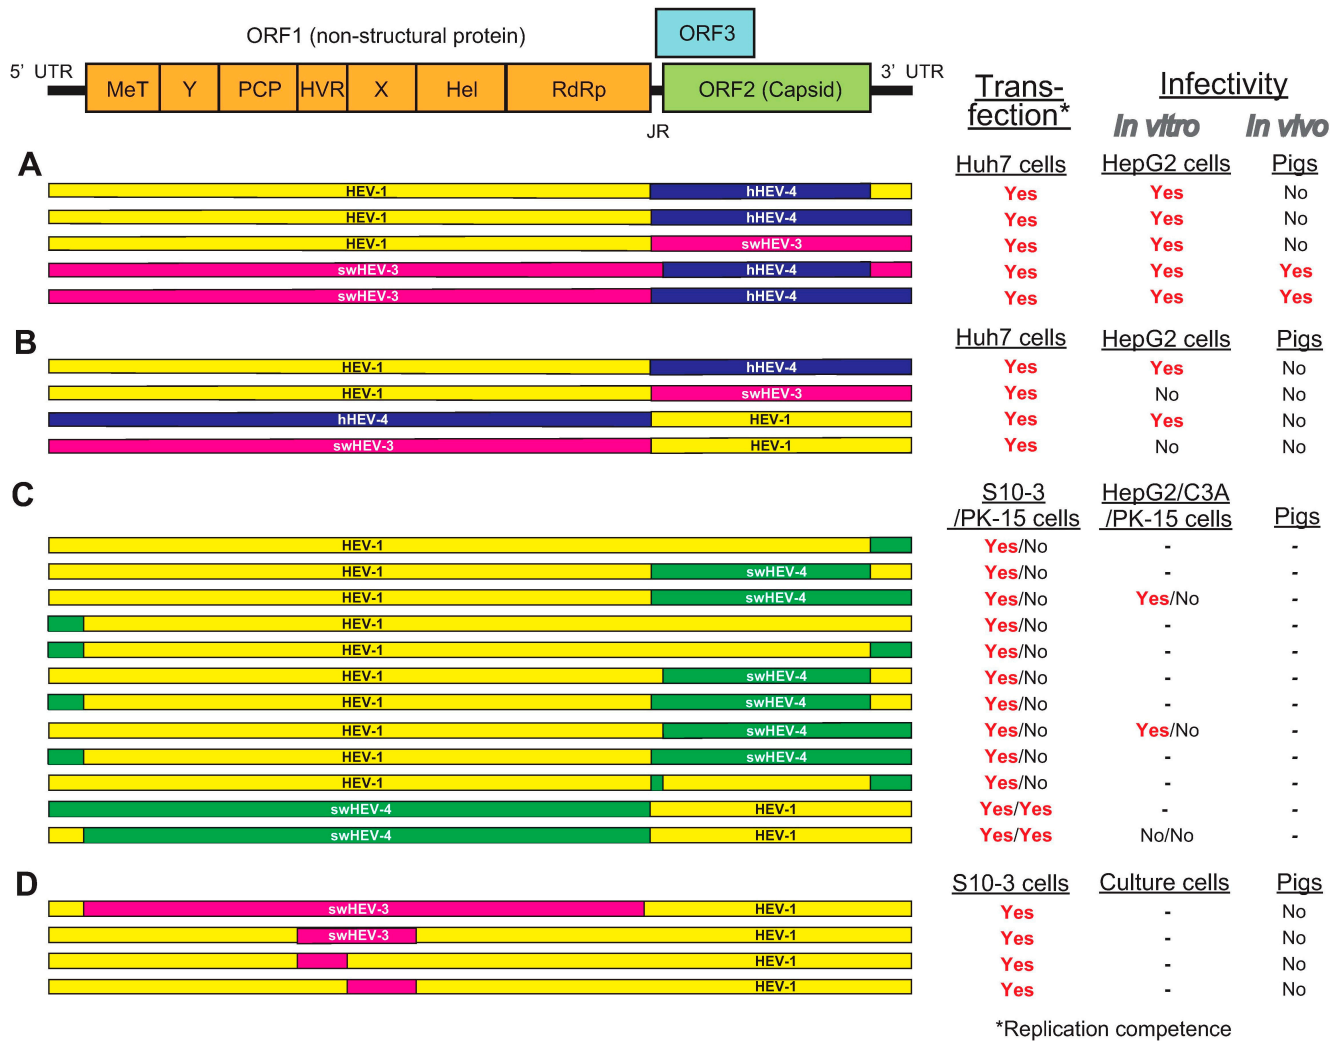 ORF1 (non-structural protein)
ORF3
5’ UTR
MeT Y PCP HVR X Hel RdRp ORF2 (Capsid)
3’ UTR
JR
Trans-
fection*
Infectivity
In vitro In vivo
A
Huh7 cells HepG2 cells Pigs
HEV-1 hHEV-4 Yes Yes No
HEV-1 hHEV-4 Yes Yes No
HEV-1 swHEV-3 Yes Yes No
swHEV-3 hHEV-4 Yes Yes Yes
swHEV-3 hHEV-4 Yes Yes Yes
B
Huh7 cells HepG2 cells Pigs
HEV-1 hHEV-4 Yes Yes No
HEV-1 swHEV-3 Yes No No
hHEV-4 HEV-1 Yes Yes No
swHEV-3 HEV-1 Yes No No
C
S10-3 HepG2/C3A
/PK-15 cells /PK-15 cells Pigs
HEV-1 Yes/No - -
HEV-1 swHEV-4 Yes/No - -
HEV-1 swHEV-4 Yes/No Yes/No -
HEV-1 Yes/No - -
HEV-1 Yes/No - -
HEV-1 swHEV-4 Yes/No - -
HEV-1 swHEV-4 Yes/No - -
HEV-1 swHEV-4 Yes/No Yes/No -
HEV-1 swHEV-4 Yes/No - -
HEV-1 Yes/No - -
swHEV-4 HEV-1 Yes/Yes - -
swHEV-4 HEV-1 Yes/Yes No/No -
D
S10-3 cells Culture cells Pigs
swHEV-3 HEV-1 Yes - No
swHEV-3 HEV-1 Yes - No
HEV-1 Yes - No
HEV-1 Yes - No
*Replication competence